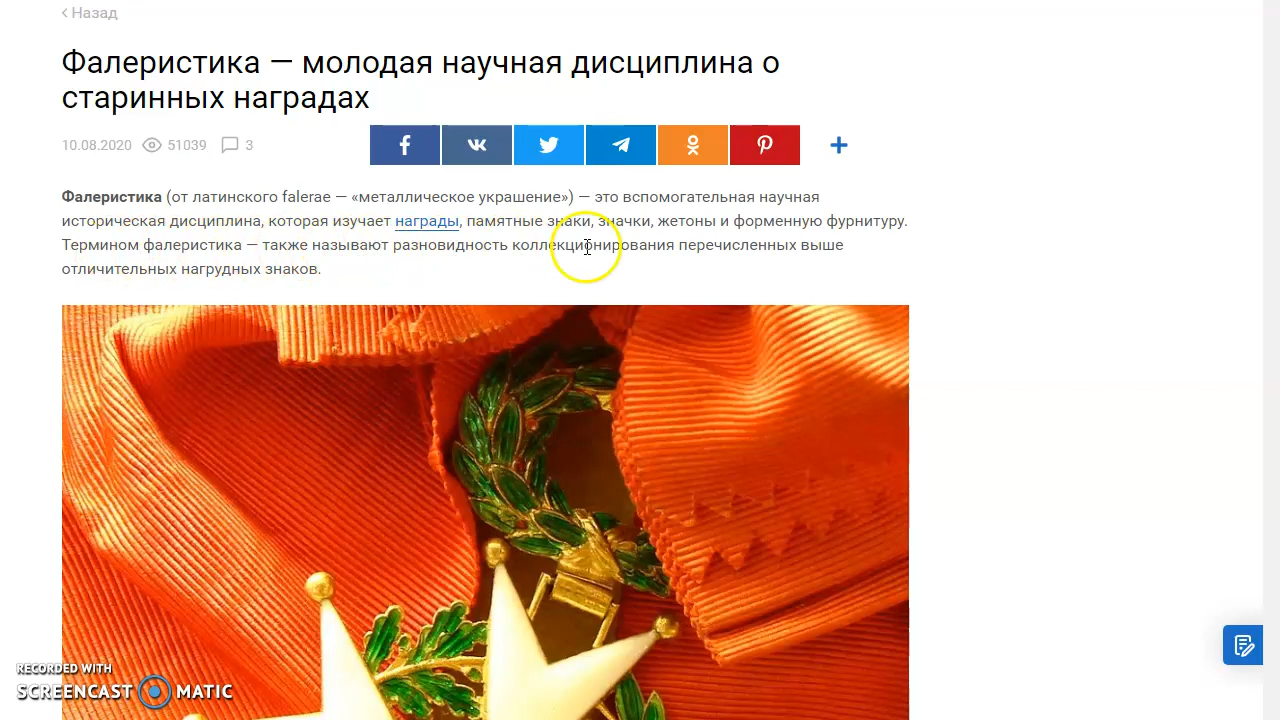 Назад
Фалеристика — молодая научная дисциплина о
старинных наградах
10.08.2020 51039 3
Фалеристика (от латинского falerae — «металлическое украшение») — это вспомогательная научная
историческая дисциплина, которая изучает награды, памятные знаки, значки, жетоны и форменную фурнитуру.
Термином фалеристика — также называют разновидность коллекционирования перечисленных выше
отличительных нагрудных знаков.
RECORDED WITH
SCREENCAST MATIC